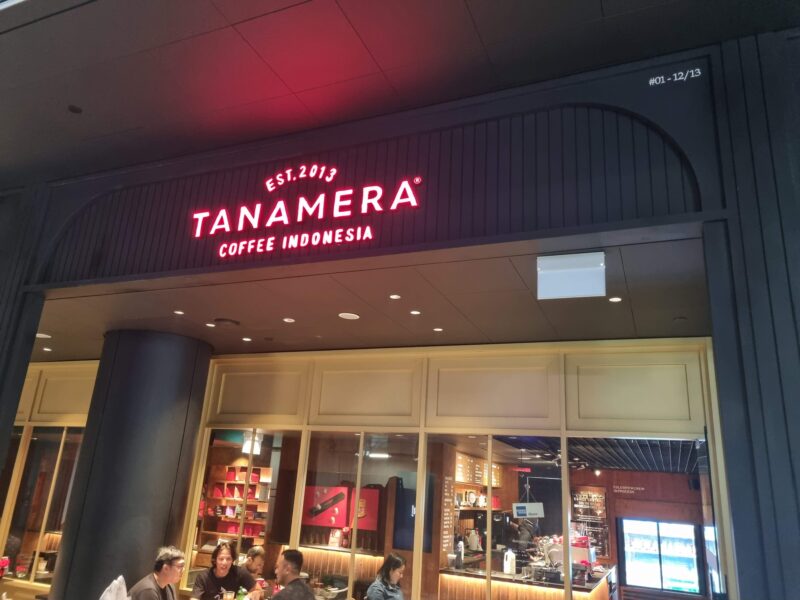 #01 - 12/13
EST. 2013
TANAMERA®
COFFEE INDONESIA